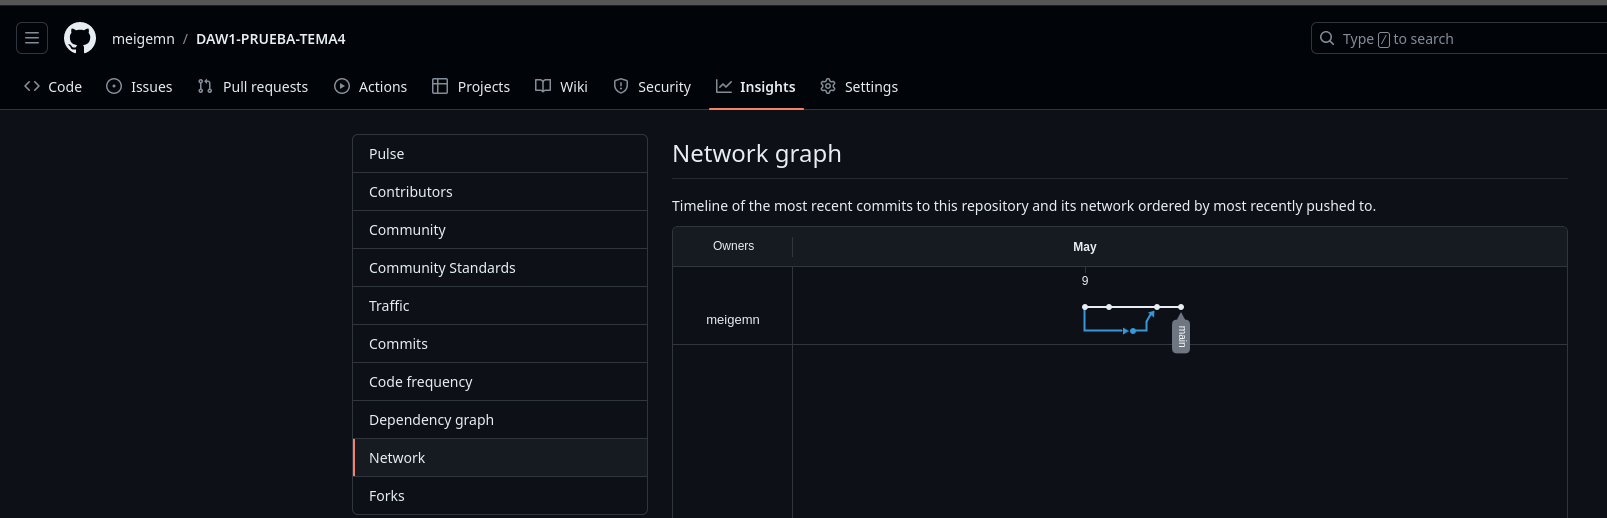 meigemn / DAW1-PRUEBA-TEMA4
Type / to search
Code Issues Pull requests Actions Projects Wiki Security Insights Settings
Pulse
Contributors
Community
Community Standards
Traffic
Commits
Code frequency
Dependency graph
Network
Forks
Network graph
Timeline of the most recent commits to this repository and its network ordered by most recently pushed to.
Owners May
9
meigemn
main